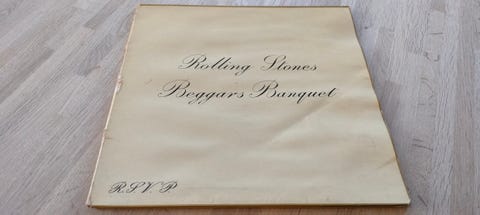 Rolling Stones
Beggars Banquet
R.S.V.P.